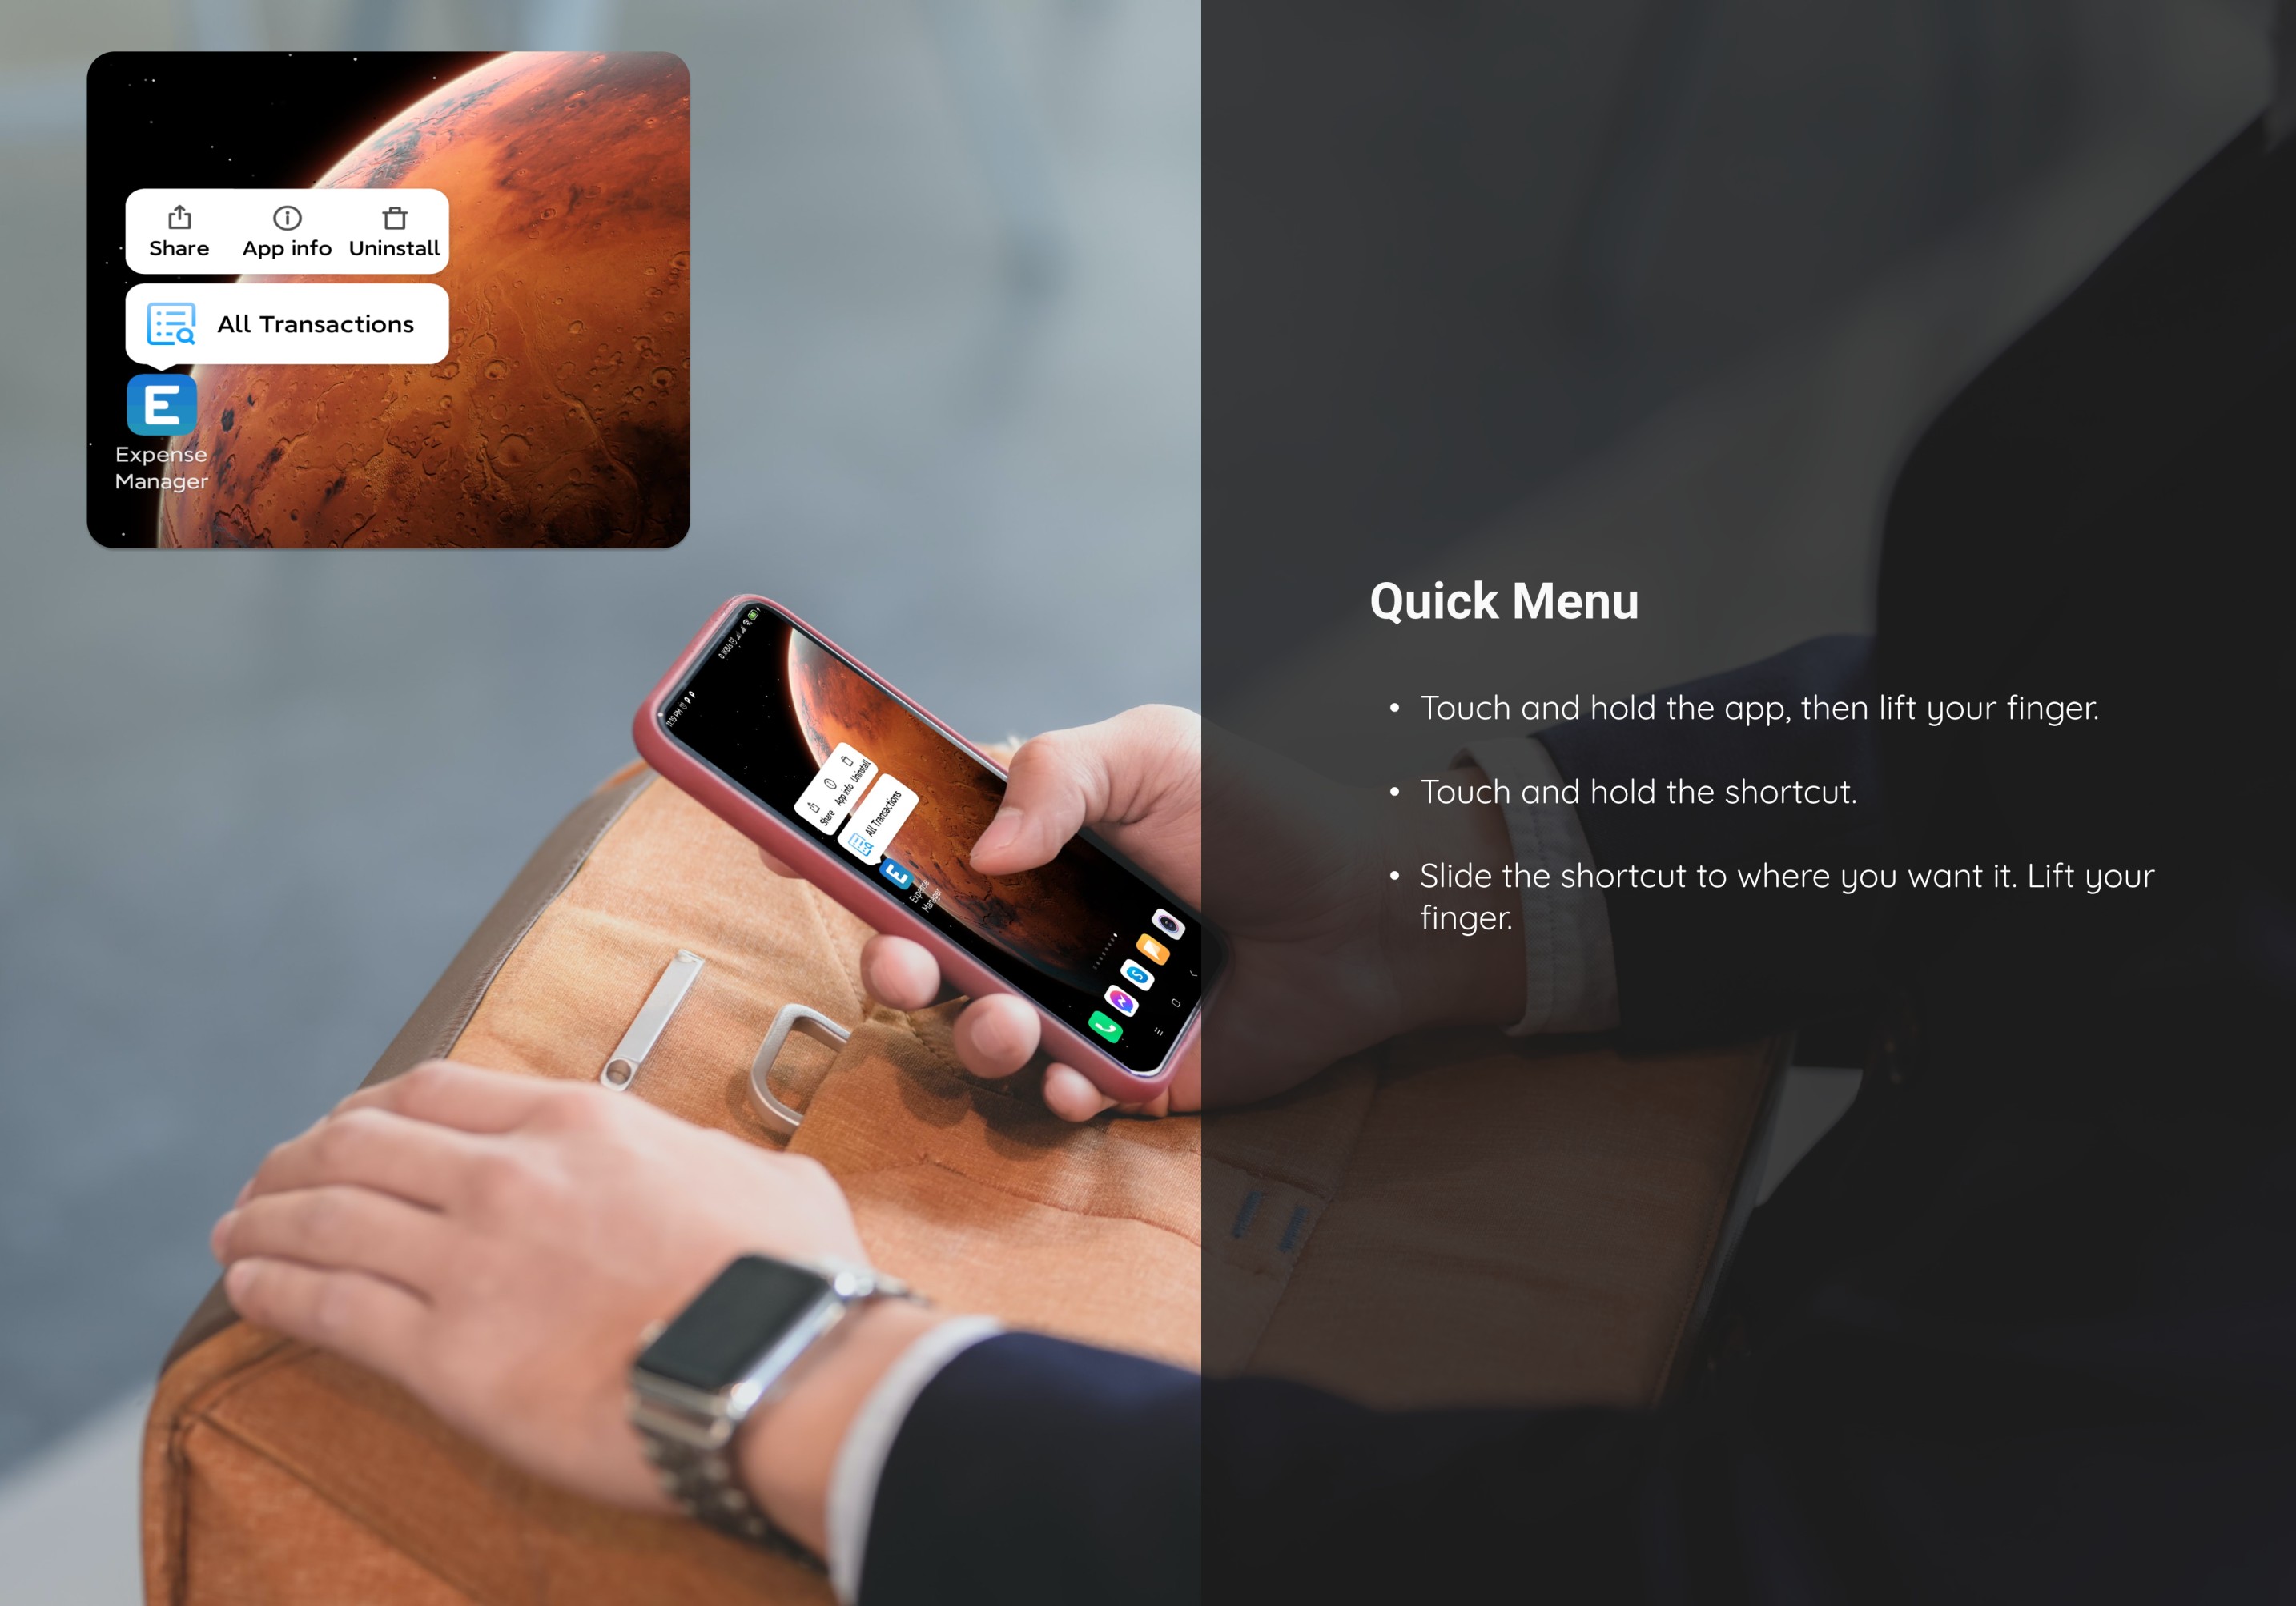 Share App info Uninstall
All Transactions
E
Expense
Manager
Quick Menu
• Touch and hold the app, then lift your finger.
• Touch and hold the shortcut.
• Slide the shortcut to where you want it. Lift your
finger.
Share App info Uninstall
All Transactions
E
Expense
Manager